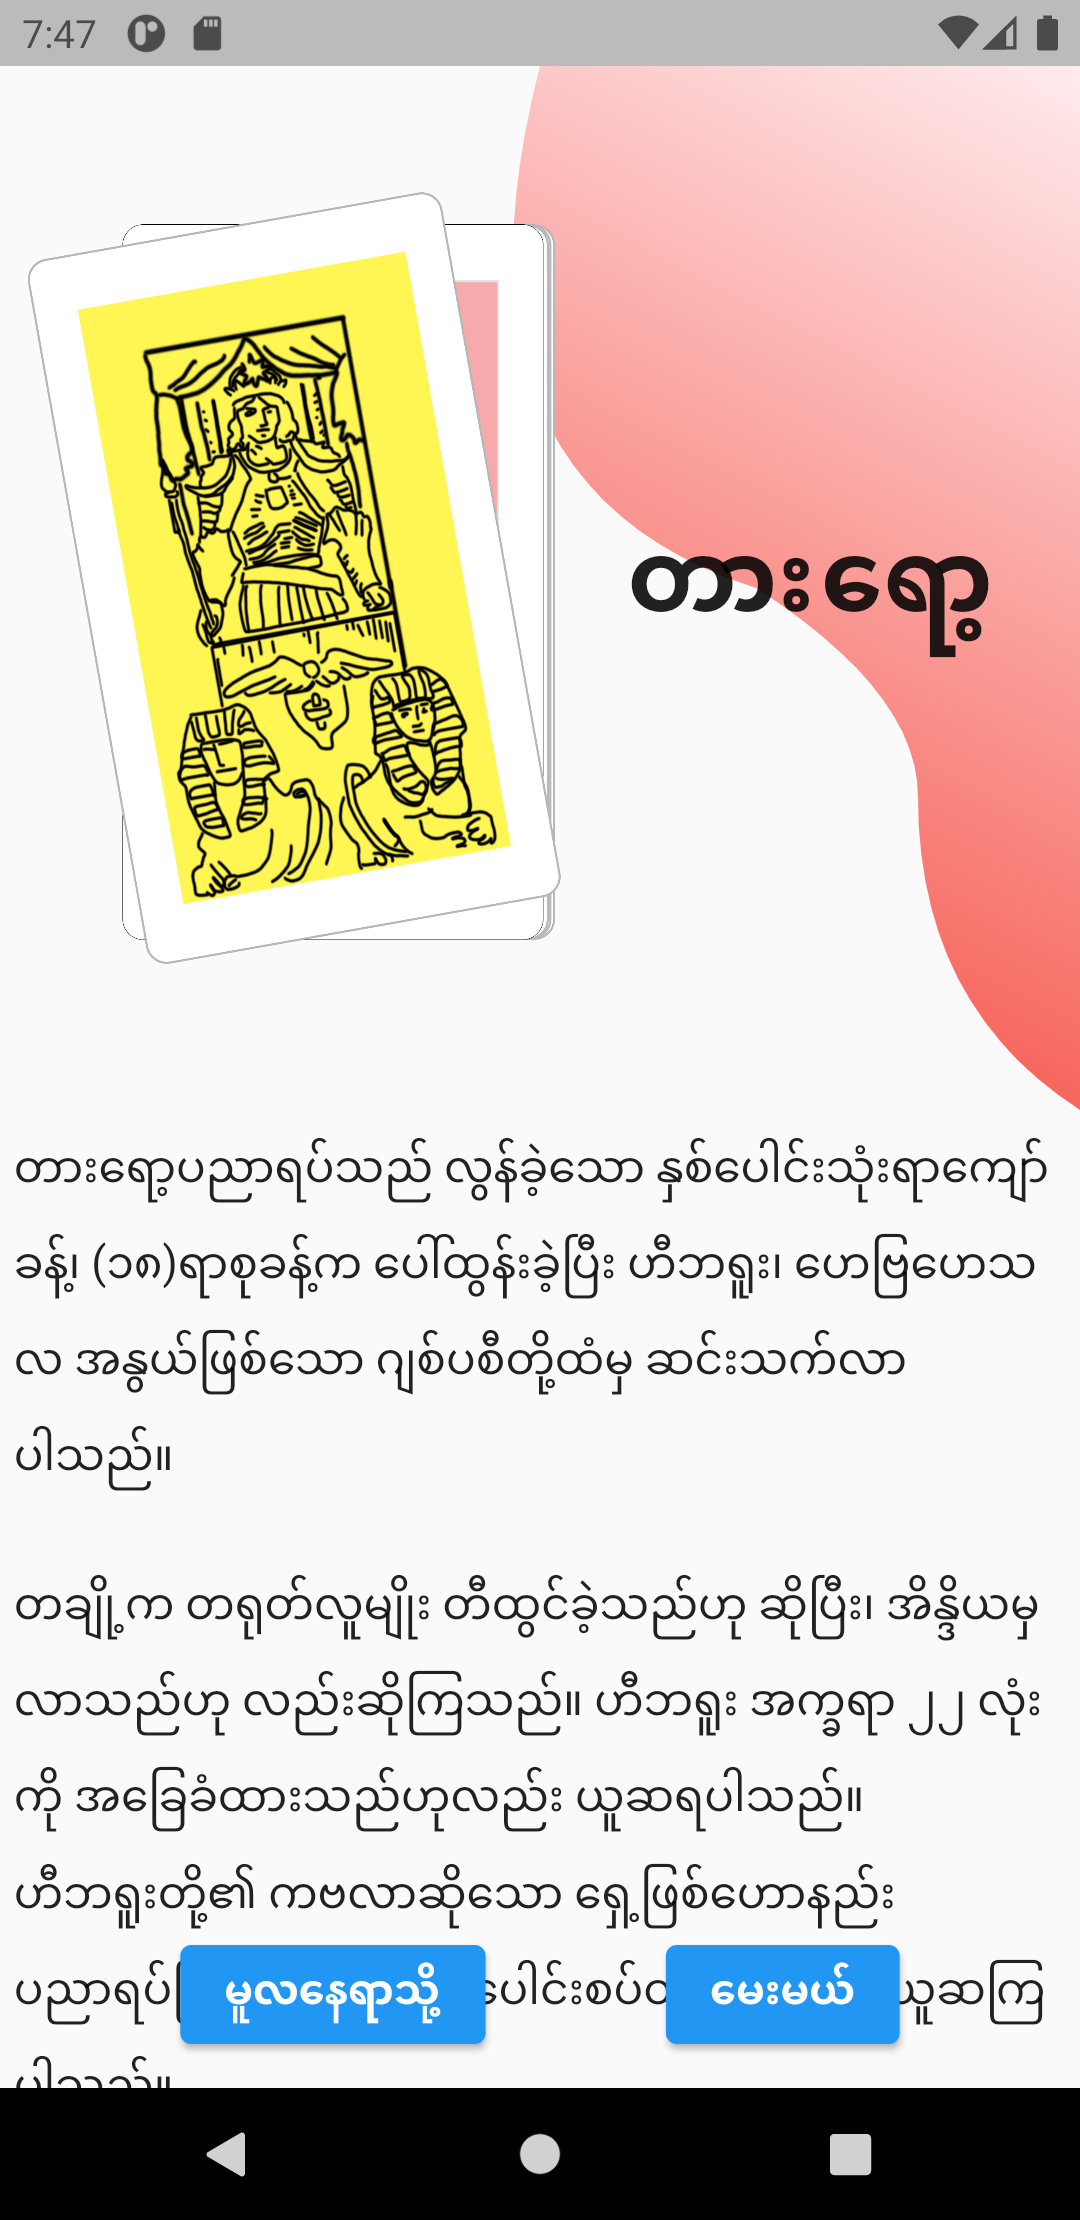 7:47
တားရော့
တားရော့ပညာရပ်သည် လွန်ခဲ့သော နှစ်ပေါင်းသုံးရာကျော်
ခန့်၊ (၁၈)ရာစုခန့်က ပေါ်ထွန်းခဲ့ပြီး ဟီဘရူး၊ ဟေဗြဟေသ
လ အနွယ်ဖြစ်သော ဂျစ်ပစီတို့ထံမှ ဆင်းသက်လာ
ပါသည်။
တချို့က တရုတ်လူမျိုး တီထွင်ခဲ့သည်ဟု ဆိုပြီး၊ အိန္ဒိယမှ
လာသည်ဟု လည်းဆိုကြသည်။ ဟီဘရူး အက္ခရာ ၂၂ လုံး
ကို အခြေခံထားသည်ဟုလည်း ယူဆရပါသည်။
ဟီဘရူးတို့၏ ကဗလာဆိုသော ရှေ့ဖြစ်ဟောနည်း
ပညာရပ် ပေါင်းစပ် ယူဆကြ
ပါသည်။
မူလနေရာသို့ မေးမယ်